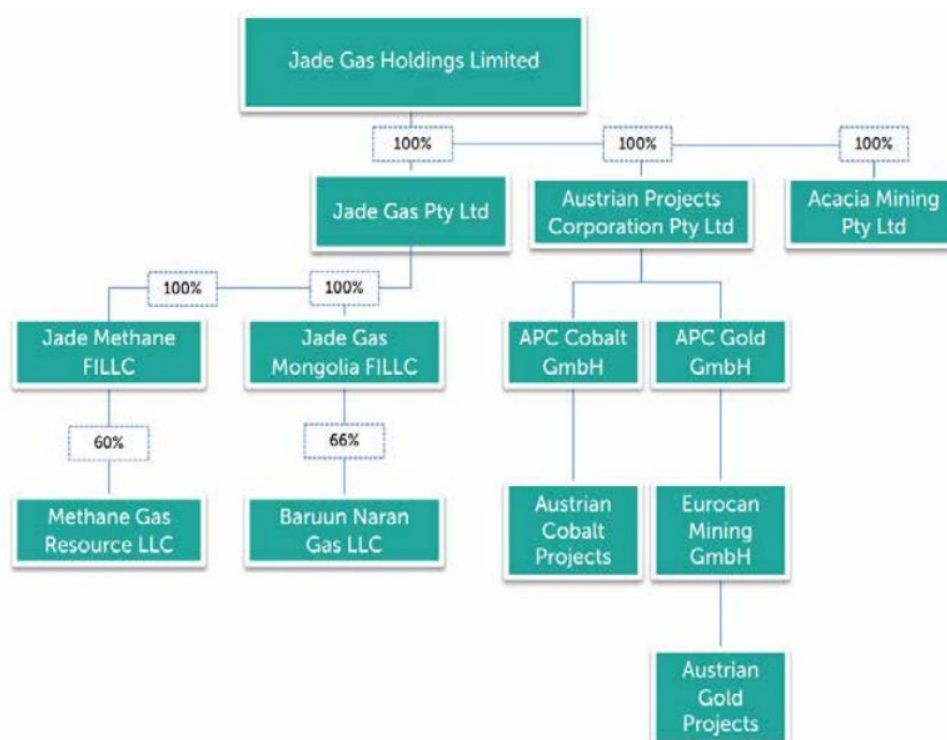 Jade Gas Holdings Limited
100%
100%
100%
Jade Gas Pty Ltd
Austrian Projects
Corporation Pty Ltd
Acacia Mining
Pty Ltd
100%
100%
Jade Methane
FILLC
Jade Gas
Mongolia FILLC
APC Cobalt
GmbH
APC Gold
GmbH
60%
66%
Methane Gas
Resource LLC
Baruun Naran
Gas LLC
Austrian
Cobalt
Projects
Eurocan
Mining
GmbH
Austrian
Gold
Projects